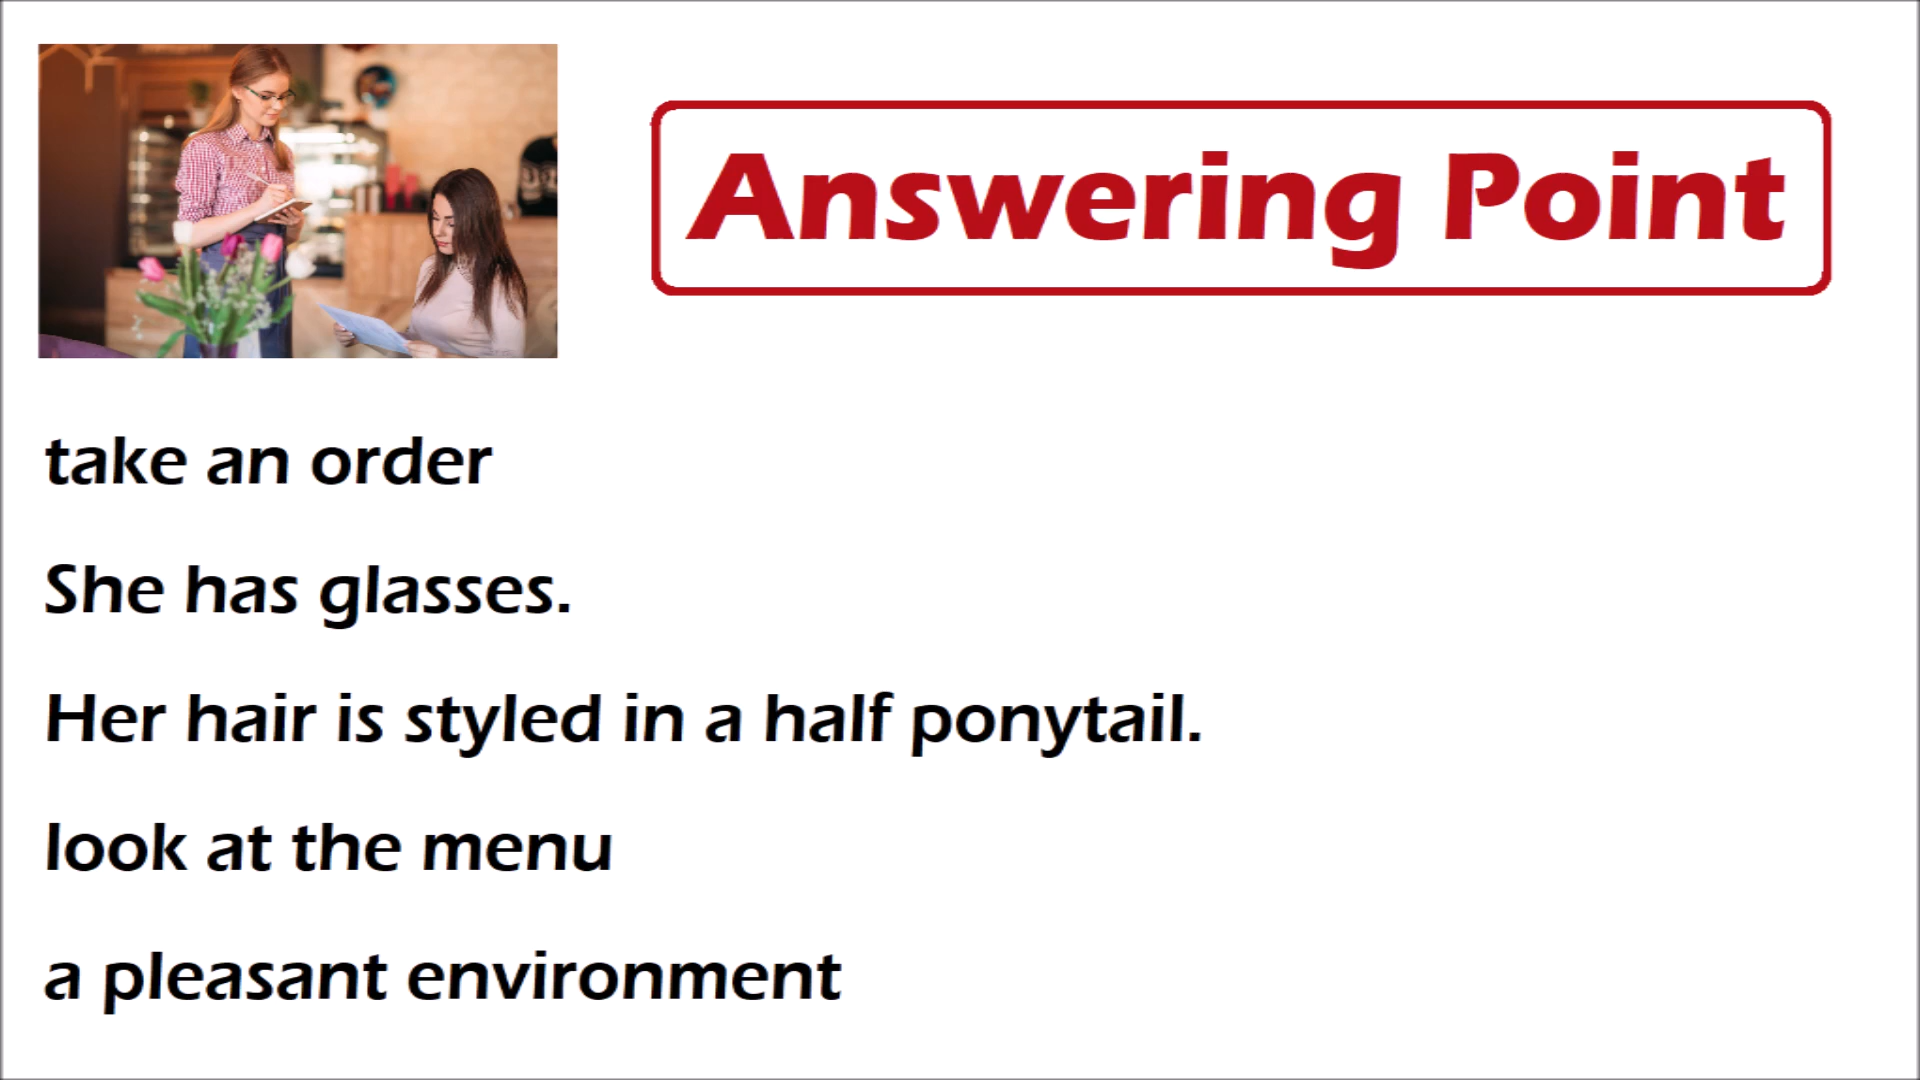 Answering Point
take an order
She has glasses.
Her hair is styled in a half ponytail.
look at the menu
a pleasant environment